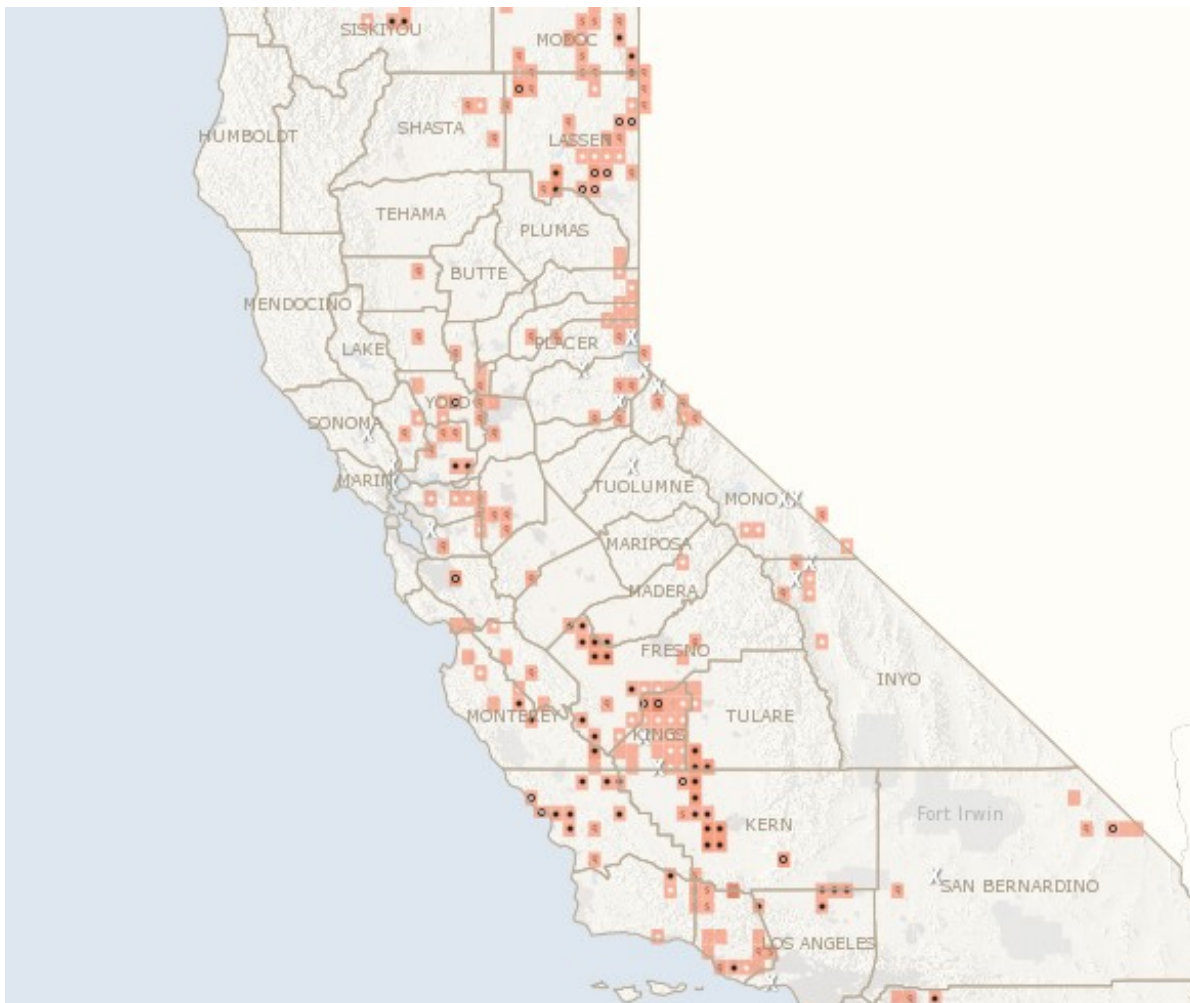 SISKIYOU
MODOC
HUMBOLDT
SHASTA
LASSEN
TEHAMA
PLUMAS
BUTTE
MENDOCINO
PLACER
LAKE
YOLO
SONOMA
MARIN
TUOLUMNE
MONO
MARIPOSA
MADERA
FRESNO
INYO
MONTEREY
TULARE
KINGS
Fort Irwin
KERN
SAN BERNARDINO
LOS ANGELES